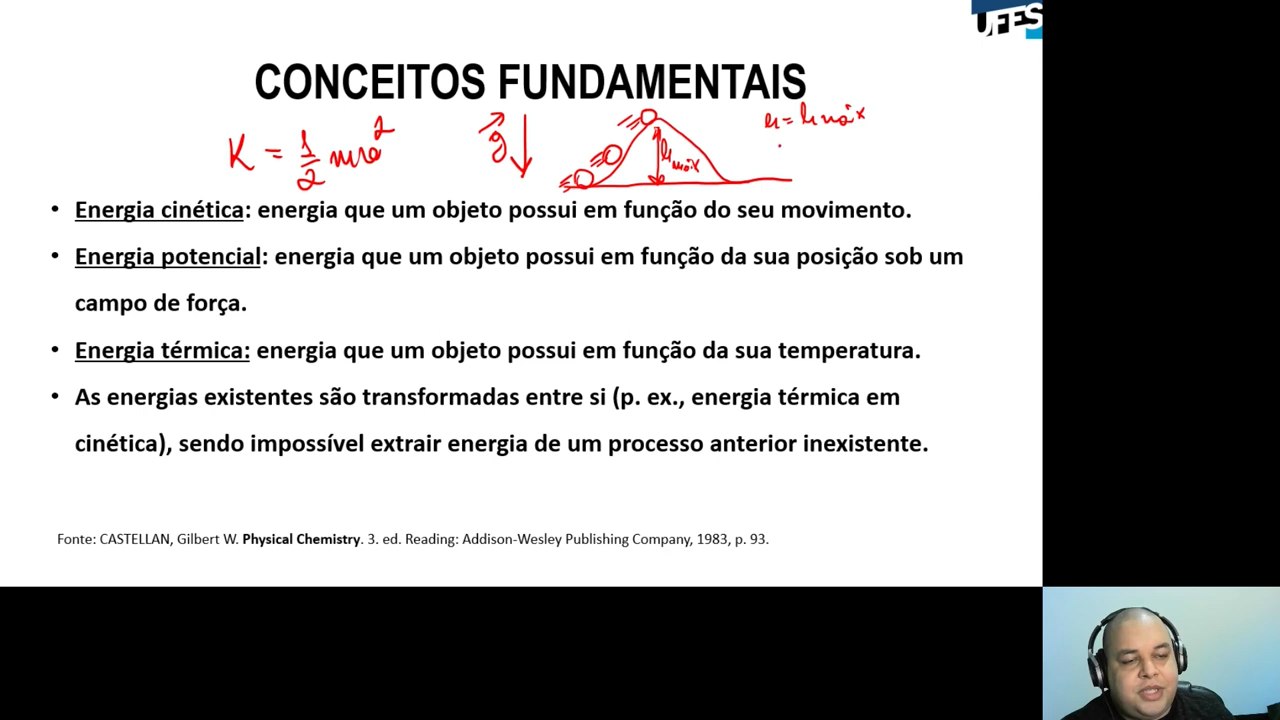 UFES
CONCEITOS FUNDAMENTAIS
K = 1/2 mv²
g
hmáx
h = hmáx
• Energia cinética: energia que um objeto possui em função do seu movimento.
• Energia potencial: energia que um objeto possui em função da sua posição sob um
campo de força.
• Energia térmica: energia que um objeto possui em função da sua temperatura.
• As energias existentes são transformadas entre si (p. ex., energia térmica em
cinética), sendo impossível extrair energia de um processo anterior inexistente.
Fonte: CASTELLAN, Gilbert W. Physical Chemistry. 3. ed. Reading: Addison-Wesley Publishing Company, 1983, p. 93.